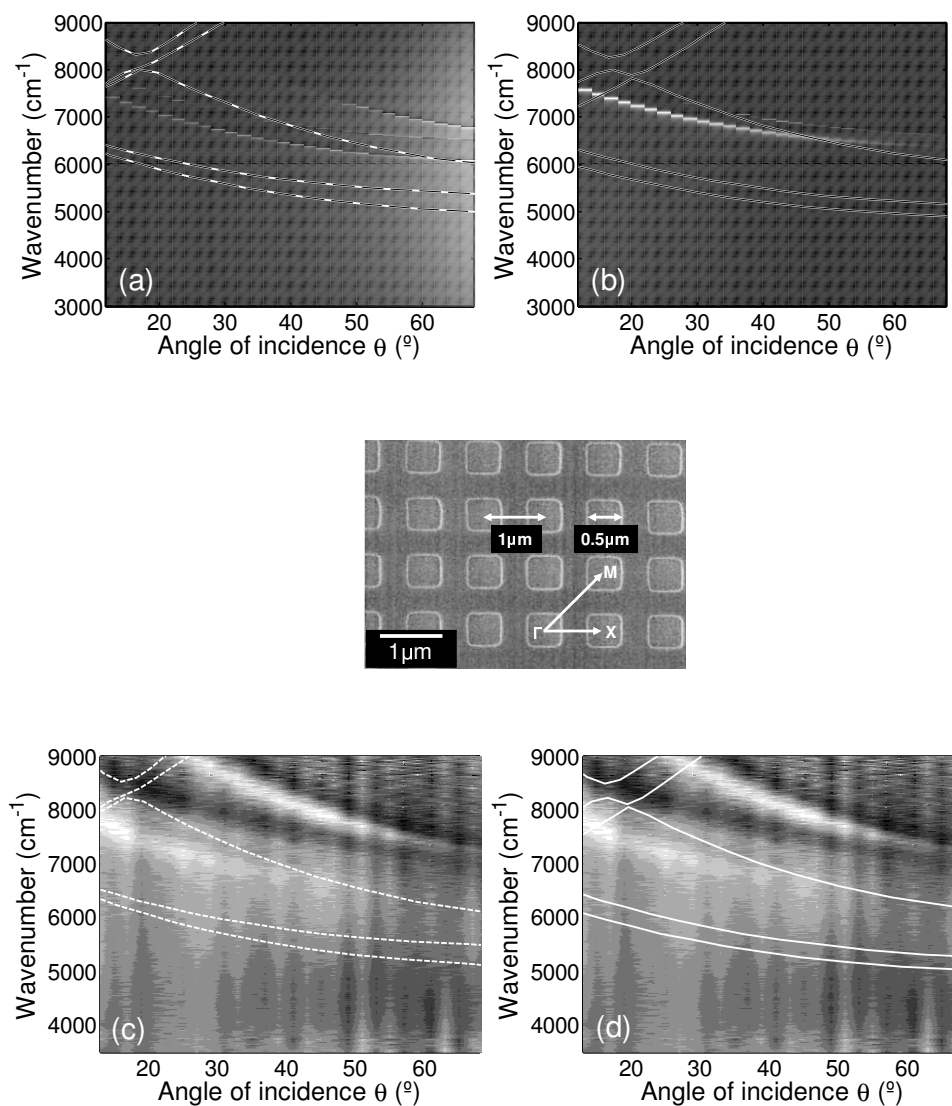 9000
8000
7000
6000
5000
4000
3000
Wavenumber (cm⁻¹)
(a)
20 30 40 50 60
Angle of incidence θ (º)
9000
8000
7000
6000
5000
4000
3000
Wavenumber (cm⁻¹)
(b)
20 30 40 50 60
Angle of incidence θ (º)
1µm
0.5µm
M
Γ X
1µm
9000
8000
7000
6000
5000
4000
Wavenumber (cm⁻¹)
(c)
20 30 40 50 60
Angle of incidence θ (º)
9000
8000
7000
6000
5000
4000
Wavenumber (cm⁻¹)
(d)
20 30 40 50 60
Angle of incidence θ (º)